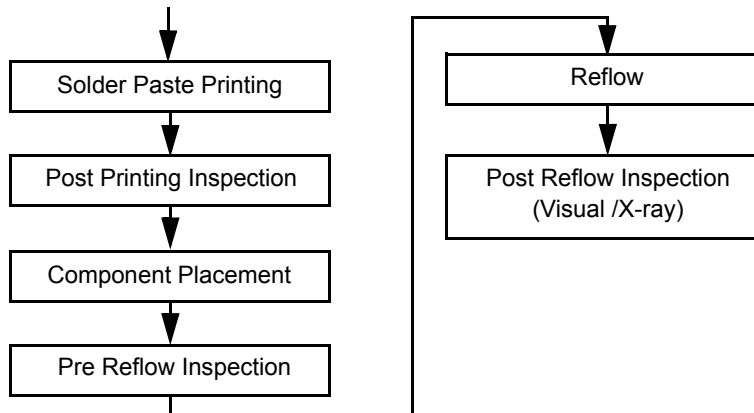 Solder Paste Printing
Post Printing Inspection
Component Placement
Pre Reflow Inspection
Reflow
Post Reflow Inspection
(Visual /X-ray)